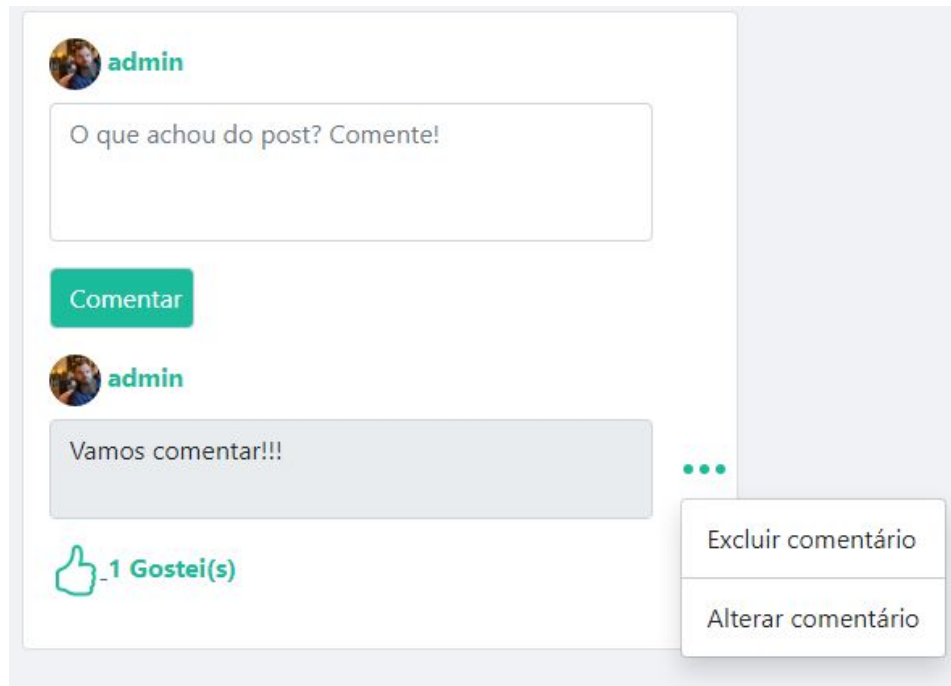 admin
O que achou do post? Comente!
Comentar
admin
Vamos comentar!!!
1 Gostei(s)
Excluir comentário
Alterar comentário